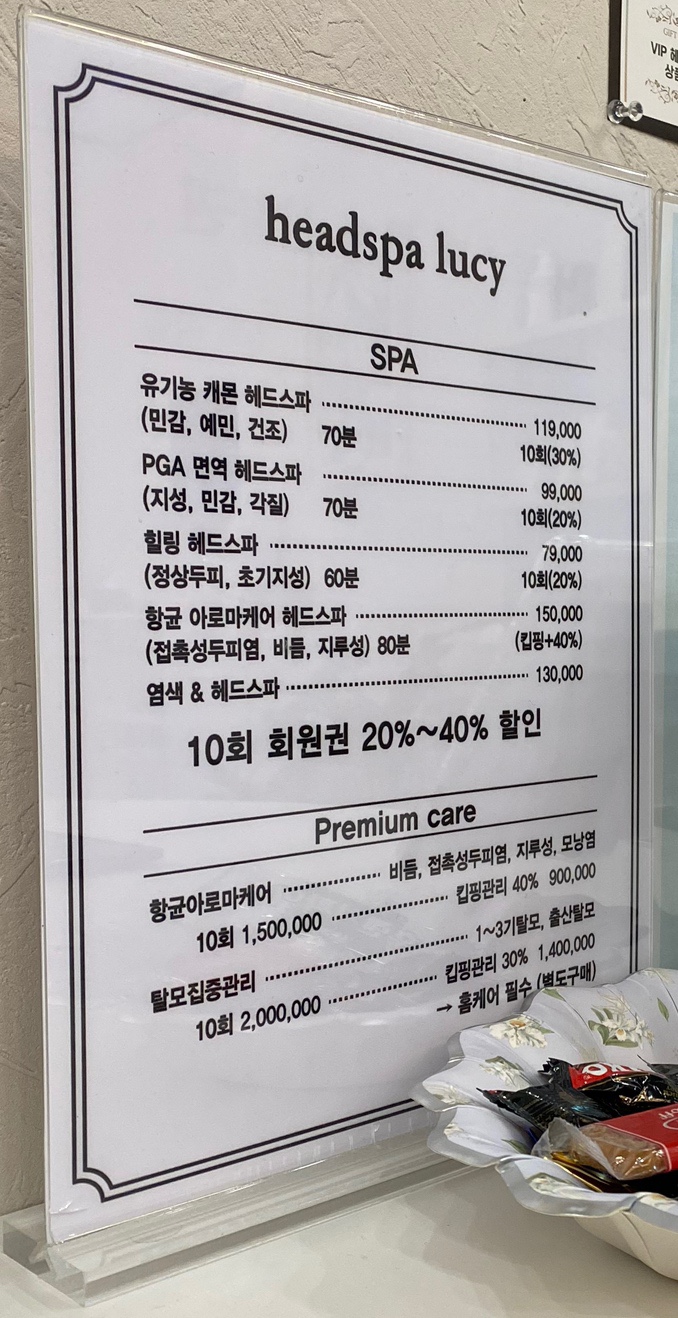 headspa lucy
SPA
유기농 캐몬 헤드스파 119,000
(민감, 예민, 건조) 70분 10회(30%)
PGA 면역 헤드스파 99,000
(지성, 민감, 각질) 70분 10회(20%)
힐링 헤드스파 79,000
(정상두피, 초기지성) 60분 10회(20%)
항균 아로마케어 헤드스파 150,000
(접촉성두피염, 비듬, 지루성) 80분 (킵핑+40%)
염색 & 헤드스파 130,000
10회 회원권 20%~40% 할인
Premium care
항균아로마케어 비듬, 접촉성두피염, 지루성, 모낭염
10회 1,500,000 킵핑관리 40% 900,000
탈모집중관리 1~3기탈모, 출산탈모
10회 2,000,000 킵핑관리 30% 1,400,000
→ 홈케어 필수 (별도구매)
GIFT
VIP